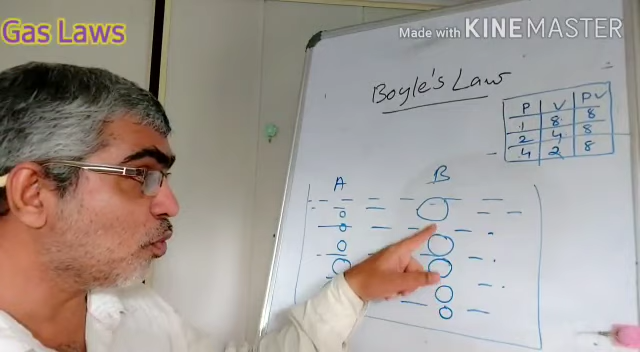 Gas Laws
Made with KINEMASTER
Boyle's Law
P V PV
1 8 8
2 4 8
4 2 8
A B